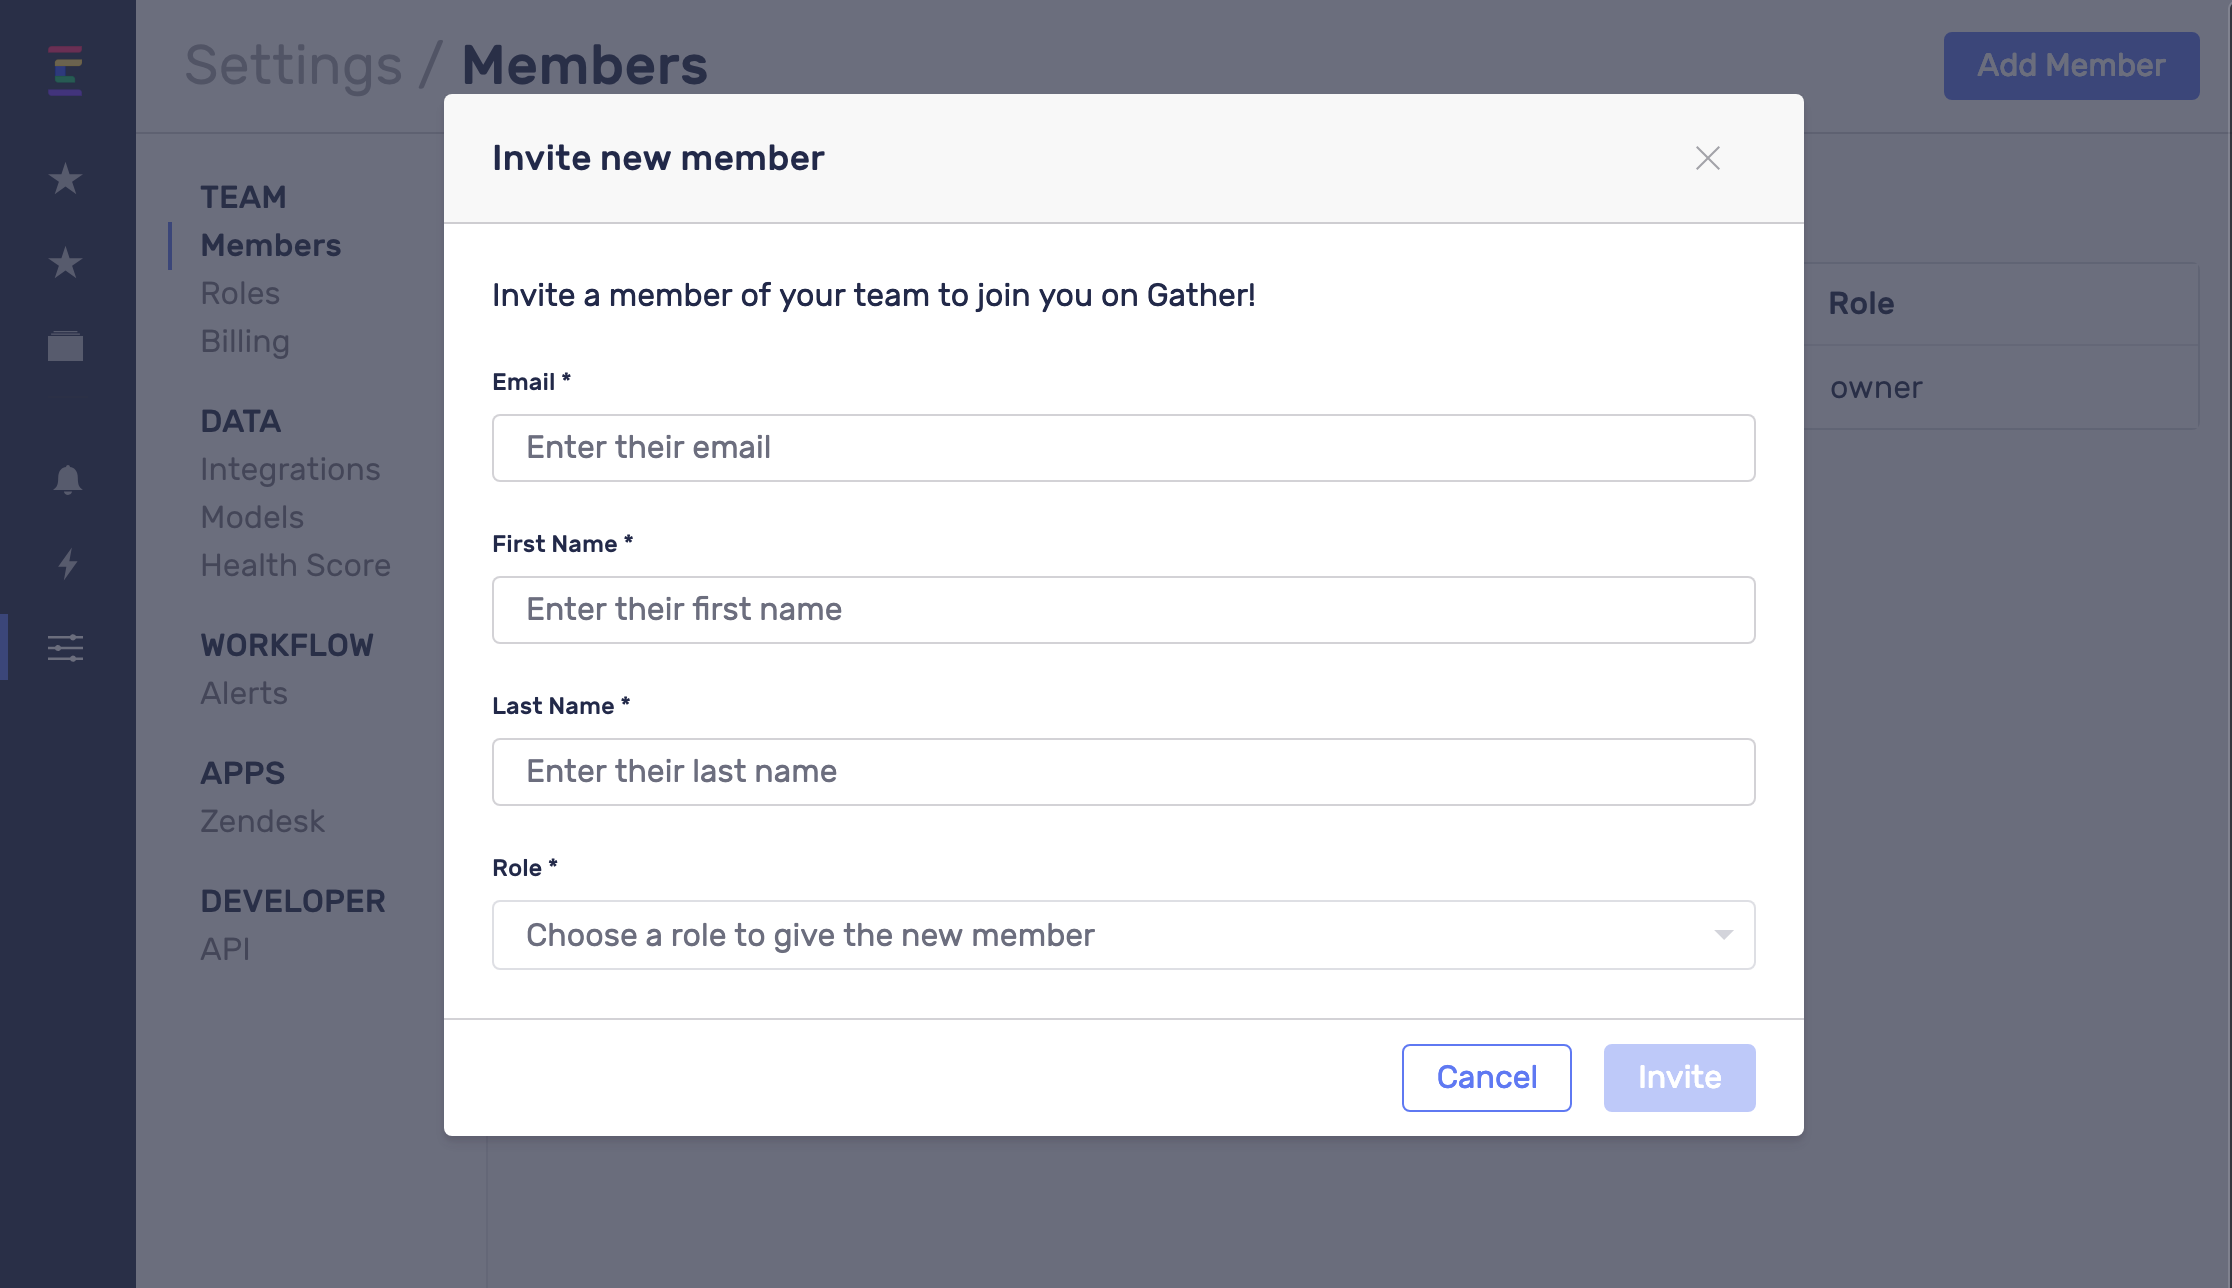 Settings / Members
Add Member
TEAM
Members
Roles
Billing
DATA
Integrations
Models
Health Score
WORKFLOW
Alerts
APPS
Zendesk
DEVELOPER
API
Role
owner
Invite new member
Invite a member of your team to join you on Gather!
Email *
Enter their email
First Name *
Enter their first name
Last Name *
Enter their last name
Role *
Choose a role to give the new member
Cancel
Invite